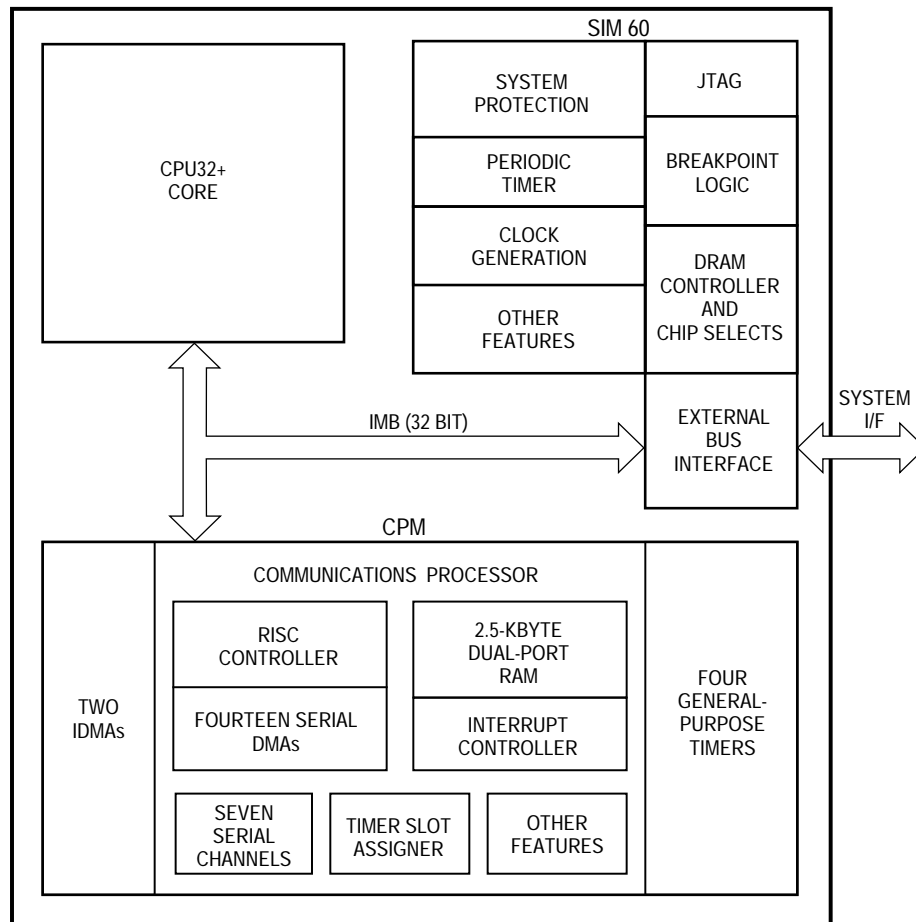 SIM 60
CPU32+
CORE
SYSTEM
PROTECTION
PERIODIC
TIMER
CLOCK
GENERATION
OTHER
FEATURES
JTAG
BREAKPOINT
LOGIC
DRAM
CONTROLLER
AND
CHIP SELECTS
IMB (32 BIT)
EXTERNAL
BUS
INTERFACE
SYSTEM
I/F
CPM
TWO
IDMAs
COMMUNICATIONS PROCESSOR
RISC
CONTROLLER
FOURTEEN SERIAL
DMAs
2.5-KBYTE
DUAL-PORT
RAM
INTERRUPT
CONTROLLER
SEVEN
SERIAL
CHANNELS
TIMER SLOT
ASSIGNER
OTHER
FEATURES
FOUR
GENERAL-
PURPOSE
TIMERS